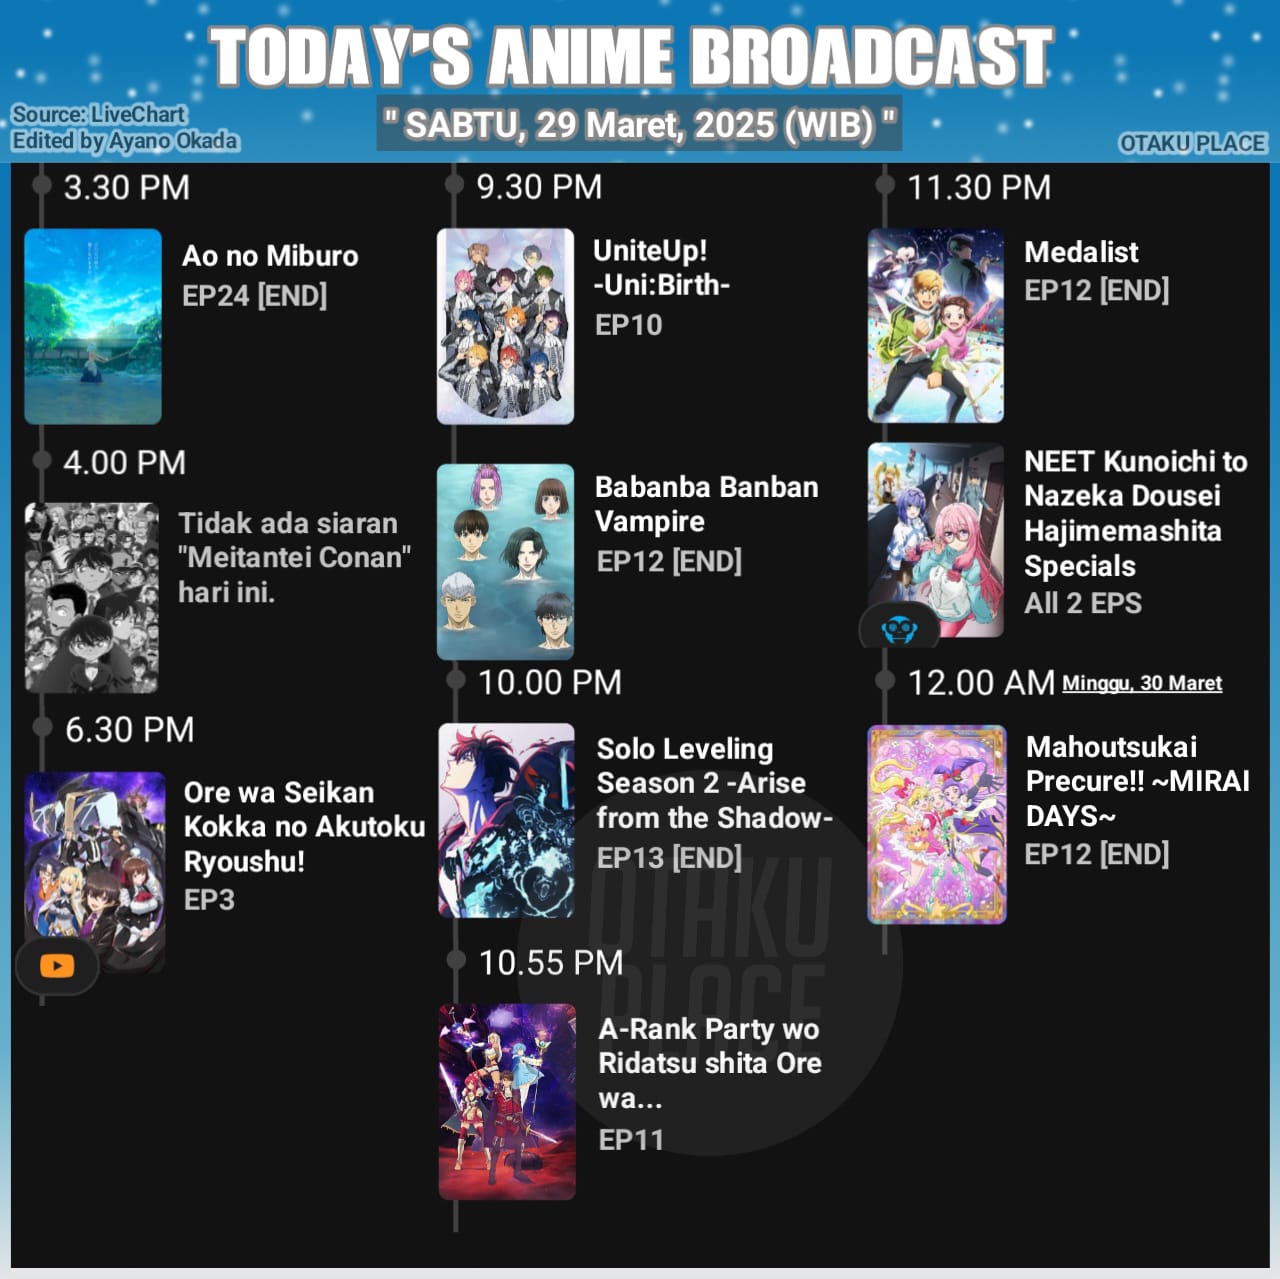 TODAY'S ANIME BROADCAST
" SABTU, 29 Maret, 2025 (WIB) "
Source: LiveChart
Edited by Ayano Okada
OTAKU PLACE
3.30 PM
Ao no Miburo
EP24 [END]
4.00 PM
Tidak ada siaran
"Meitantei Conan"
hari ini.
6.30 PM
Ore wa Seikan
Kokka no Akutoku
Ryoushu!
EP3
9.30 PM
UniteUp!
-Uni:Birth-
EP10
Babanba Banban
Vampire
EP12 [END]
10.00 PM
Solo Leveling
Season 2 -Arise
from the Shadow-
EP13 [END]
10.55 PM
A-Rank Party wo
Ridatsu shita Ore
wa...
EP11
11.30 PM
Medalist
EP12 [END]
NEET Kunoichi to
Nazeka Dousei
Hajimemashita
Specials
All 2 EPS
12.00 AM Minggu, 30 Maret
Mahoutsukai
Precure!! ~MIRAI
DAYS~
EP12 [END]
OTAKU
PLACE